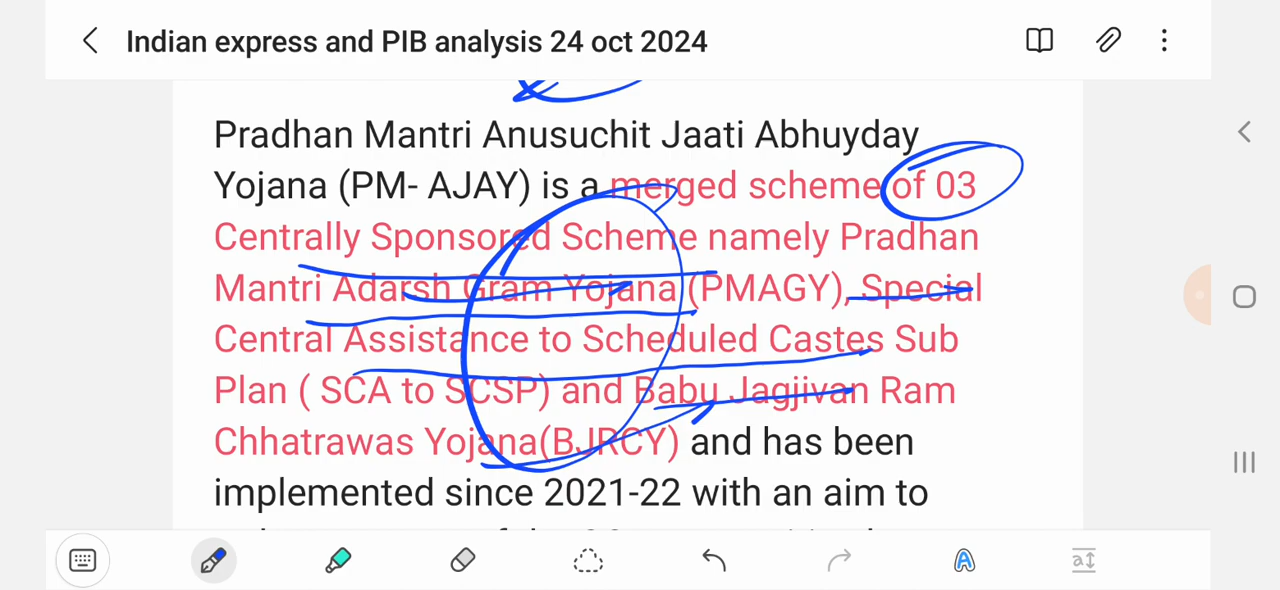 Indian express and PIB analysis 24 oct 2024
Pradhan Mantri Anusuchit Jaati Abhuyday
Yojana (PM- AJAY) is a merged scheme of 03
Centrally Sponsored Scheme namely Pradhan
Mantri Adarsh Gram Yojana (PMAGY), Special
Central Assistance to Scheduled Castes Sub
Plan ( SCA to SCSP) and Babu Jagjivan Ram
Chhatrawas Yojana(BJRCY) and has been
implemented since 2021-22 with an aim to